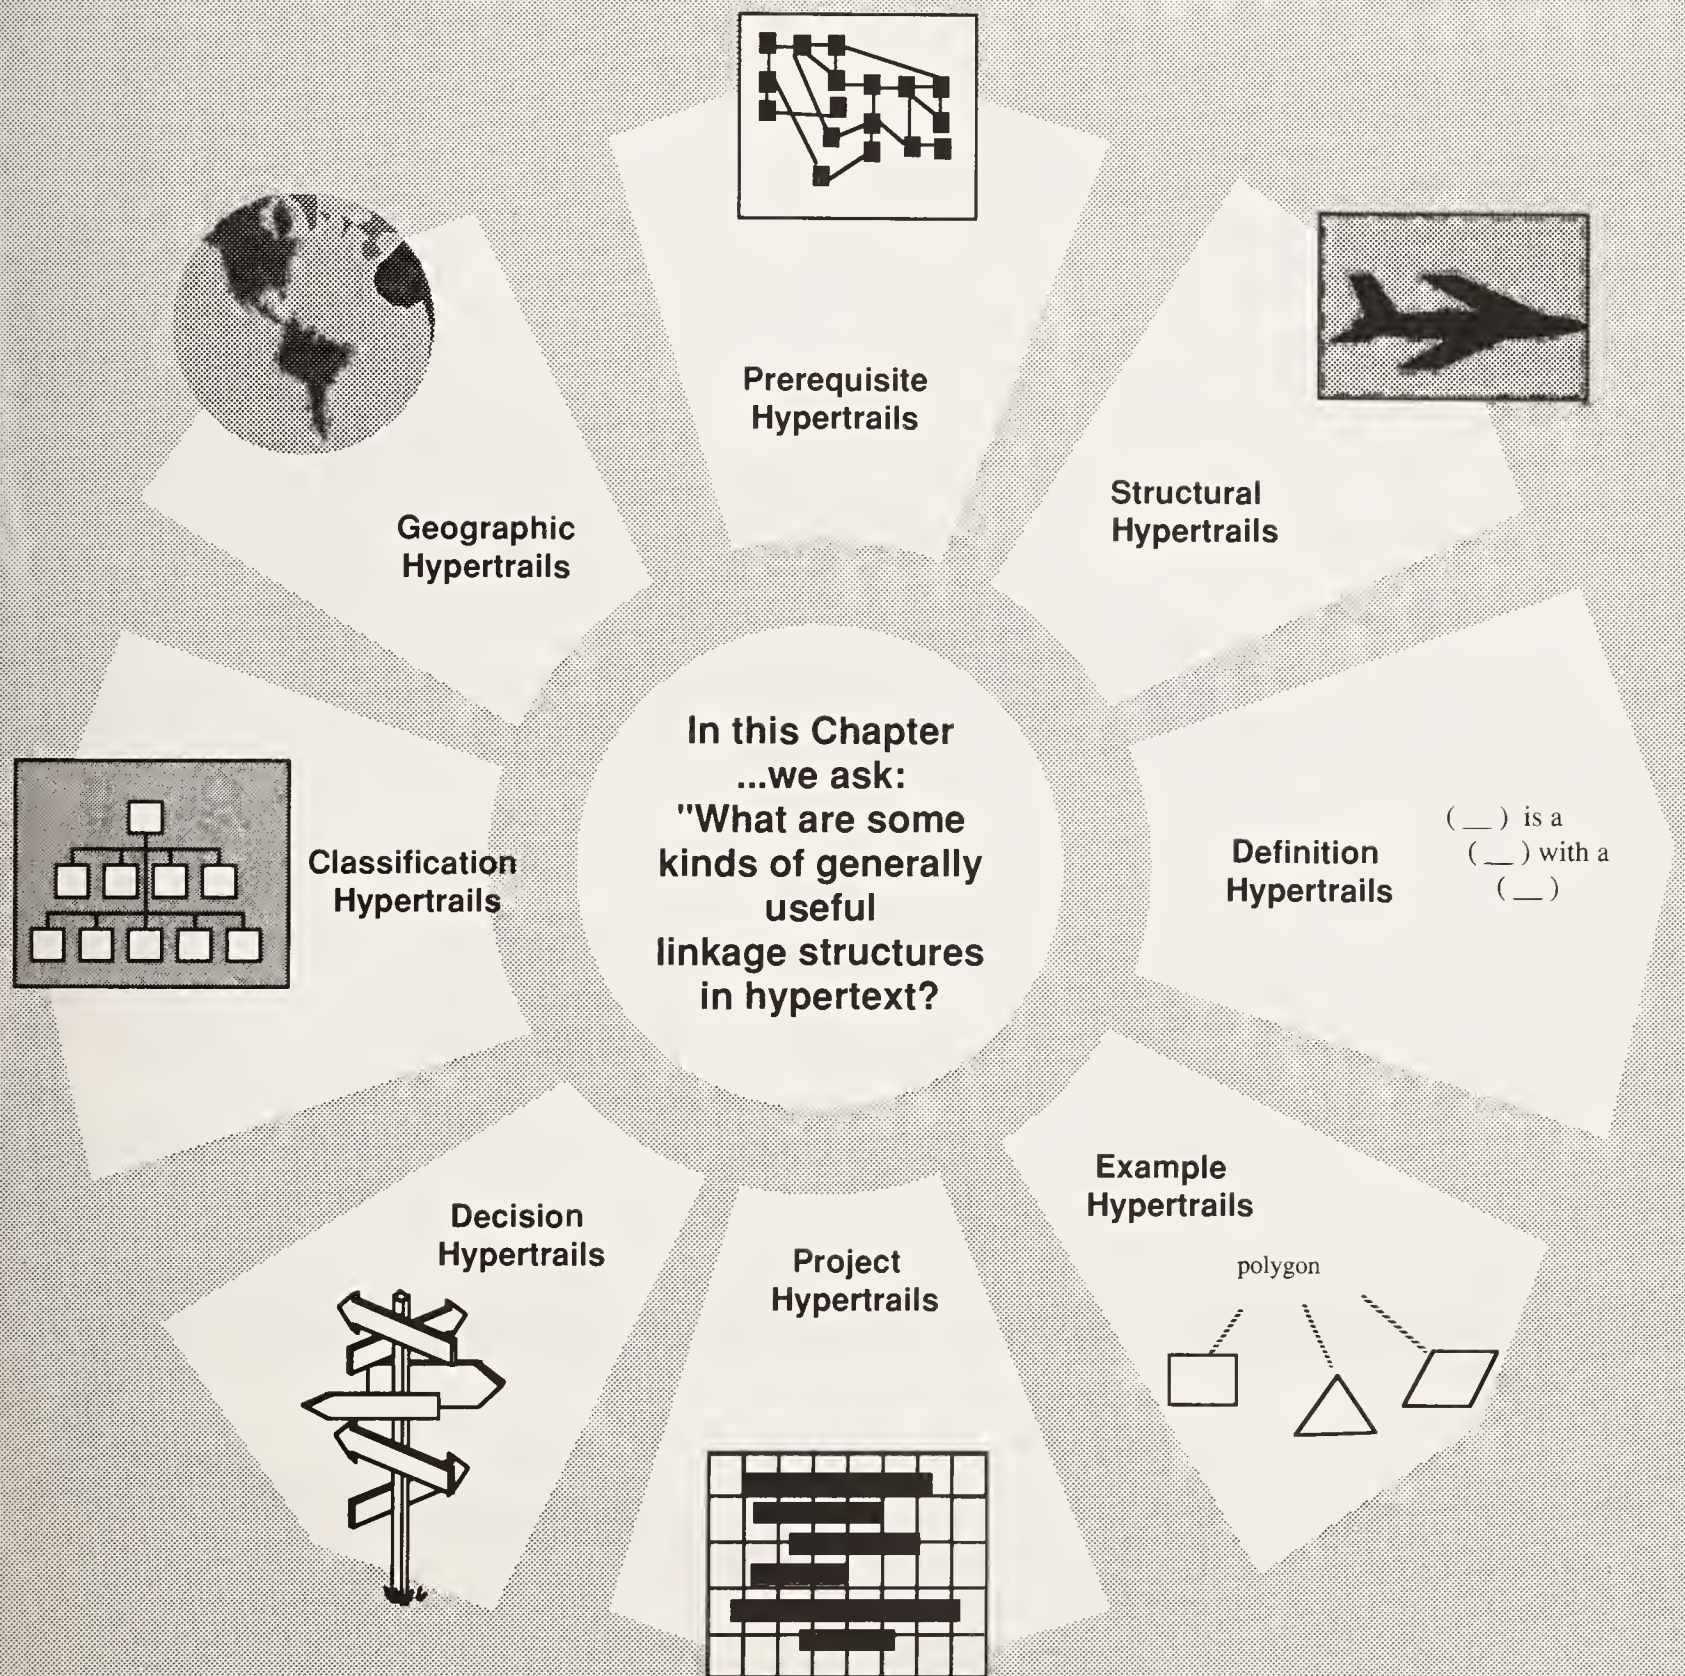 Prerequisite
Hypertrails
Structural
Hypertrails
Geographic
Hypertrails
In this Chapter
...we ask:
"What are some
kinds of generally
useful
linkage structures
in hypertext?
Classification
Hypertrails
Definition
Hypertrails
( __ ) is a
( __ ) with a
( __ )
Example
Hypertrails
polygon
Decision
Hypertrails
Project
Hypertrails